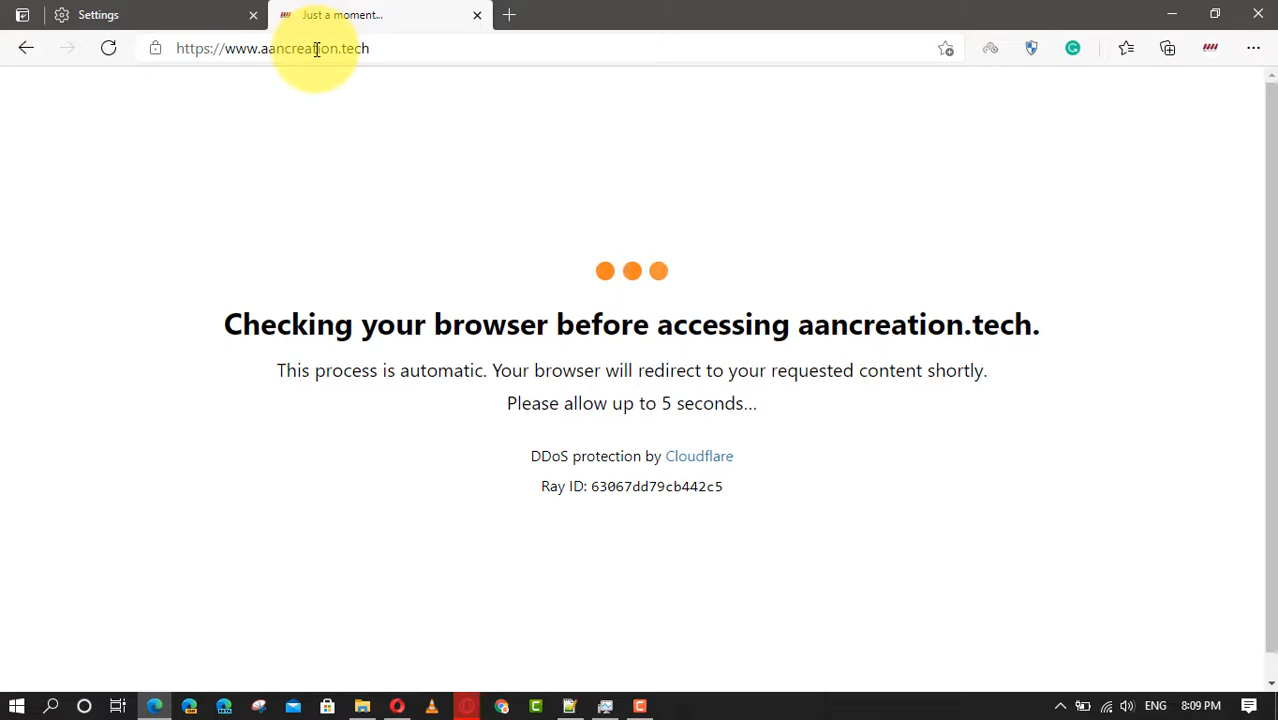 Settings
Just a moment...
https://www.aancreation.tech
Checking your browser before accessing aancreation.tech.
This process is automatic. Your browser will redirect to your requested content shortly.
Please allow up to 5 seconds...
DDoS protection by Cloudflare
Ray ID: 63067dd79cb442c5
ENG 8:09 PM